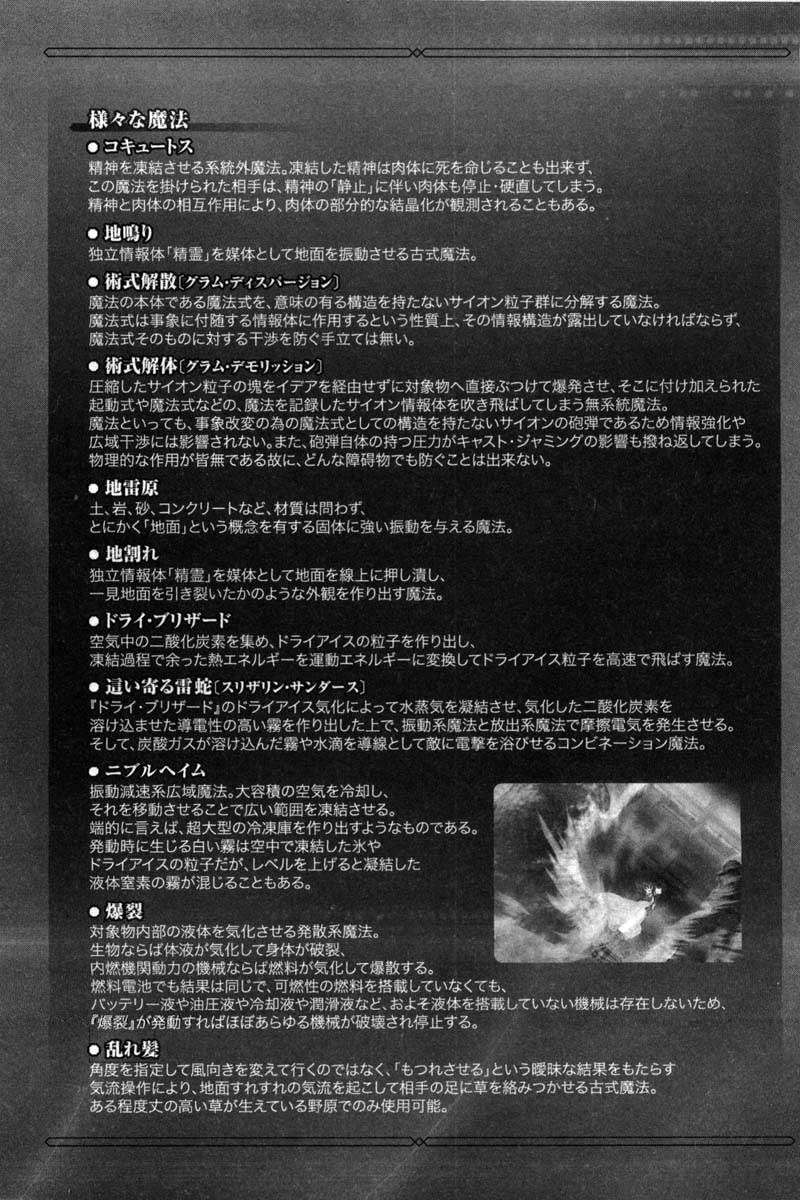 様々な魔法
●コキュートス
精神を凍結させる系統外魔法。凍結した精神は肉体に死を命じることも出来ず、
この魔法を掛けられた相手は、精神の「静止」に伴い肉体も停止・硬直してしまう。
精神と肉体の相互作用により、肉体の部分的な結晶化が観測されることもある。
●地鳴り
独立情報体「精霊」を媒体として地面を振動させる古式魔法。
●術式解散〔グラム・ディスパージョン〕
魔法の本体である魔法式を、意味の有る構造を持たないサイオン粒子群に分解する魔法。
魔法式は事象に付随する情報体に作用するという性質上、その情報構造が露出していなければならず、
魔法式そのものに対する干渉を防ぐ手立ては無い。
●術式解体〔グラム・デモリッション〕
圧縮したサイオン粒子の塊をイデアを経由せずに対象物へ直接ぶつけて爆発させ、そこに付け加えられた
起動式や魔法式などの、魔法を記録したサイオン情報体を吹き飛ばしてしまう無系統魔法。
魔法といっても、事象改変の為の魔法式としての構造を持たないサイオンの砲弾であるため情報強化や
広域干渉には影響されない。また、砲弾自体の持つ圧力がキャスト・ジャミングの影響も撥ね返してしまう。
物理的な作用が皆無である故に、どんな障碍物でも防ぐことは出来ない。
●地雷原
土、岩、砂、コンクリートなど、材質は問わず、
とにかく「地面」という概念を有する固体に強い振動を与える魔法。
●地割れ
独立情報体「精霊」を媒体として地面を線上に押し潰し、
一見地面を引き裂いたかのような外観を作り出す魔法。
●ドライ・ブリザード
空気中の二酸化炭素を集め、ドライアイスの粒子を作り出し、
凍結過程で余った熱エネルギーを運動エネルギーに変換してドライアイス粒子を高速で飛ばす魔法。
●這い寄る雷蛇〔スリザリン・サンダース〕
『ドライ・ブリザード』のドライアイス気化によって水蒸気を凝結させ、気化した二酸化炭素を
溶け込ませた導電性の高い霧を作り出した上で、振動系魔法と放出系魔法で摩擦電気を発生させる。
そして、炭酸ガスが溶け込んだ霧や水滴を導線として敵に電撃を浴びせるコンビネーション魔法。
●ニブルヘイム
振動減速系広域魔法。大容積の空気を冷却し、
それを移動させることで広い範囲を凍結させる。
端的に言えば、超大型の冷凍庫を作り出すようなものである。
発動時に生じる白い霧は空中で凍結した氷や
ドライアイスの粒子だが、レベルを上げると凝結した
液体窒素の霧が混じることもある。
●爆裂
対象物内部の液体を気化させる発散系魔法。
生物ならば体液が気化して身体が破裂、
内燃機関動力の機械ならば燃料が気化して爆散する。
燃料電池でも結果は同じで、可燃性の燃料を搭載していなくても、
バッテリー液や油圧液や冷却液や潤滑液など、およそ液体を搭載していない機械は存在しないため、
『爆裂』が発動すればほぼあらゆる機械が破壊され停止する。
●乱れ髪
角度を指定して風向きを変えて行くのではなく、「もつれさせる」という曖昧な結果をもたらす
気流操作により、地面すれすれの気流を起こして相手の足に草を絡みつかせる古式魔法。
ある程度丈の高い草が生えている野原でのみ使用可能。